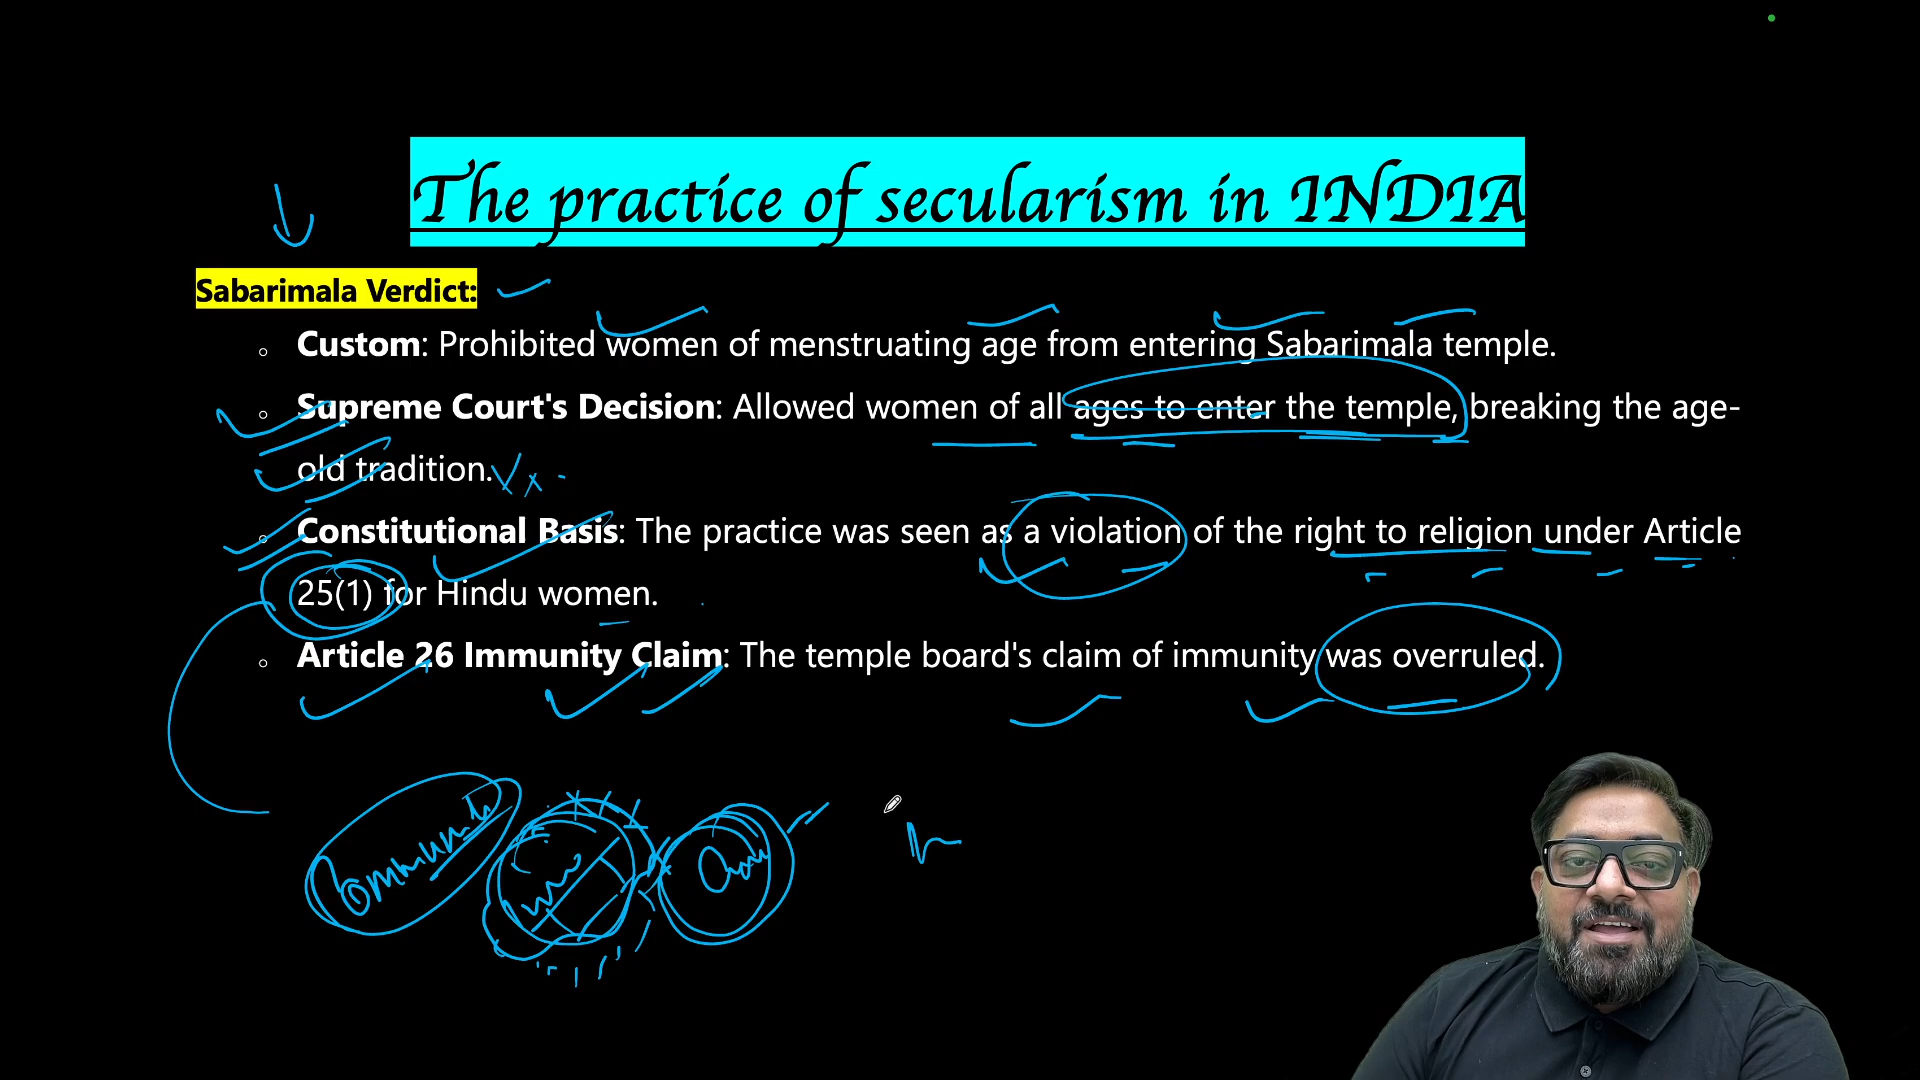 The practice of secularism in INDIA
Sabarimala Verdict:
Custom: Prohibited women of menstruating age from entering Sabarimala temple.
Supreme Court's Decision: Allowed women of all ages to enter the temple, breaking the age-
old tradition.
Constitutional Basis: The practice was seen as a violation of the right to religion under Article
25(1) for Hindu women.
Article 26 Immunity Claim: The temple board's claim of immunity was overruled.